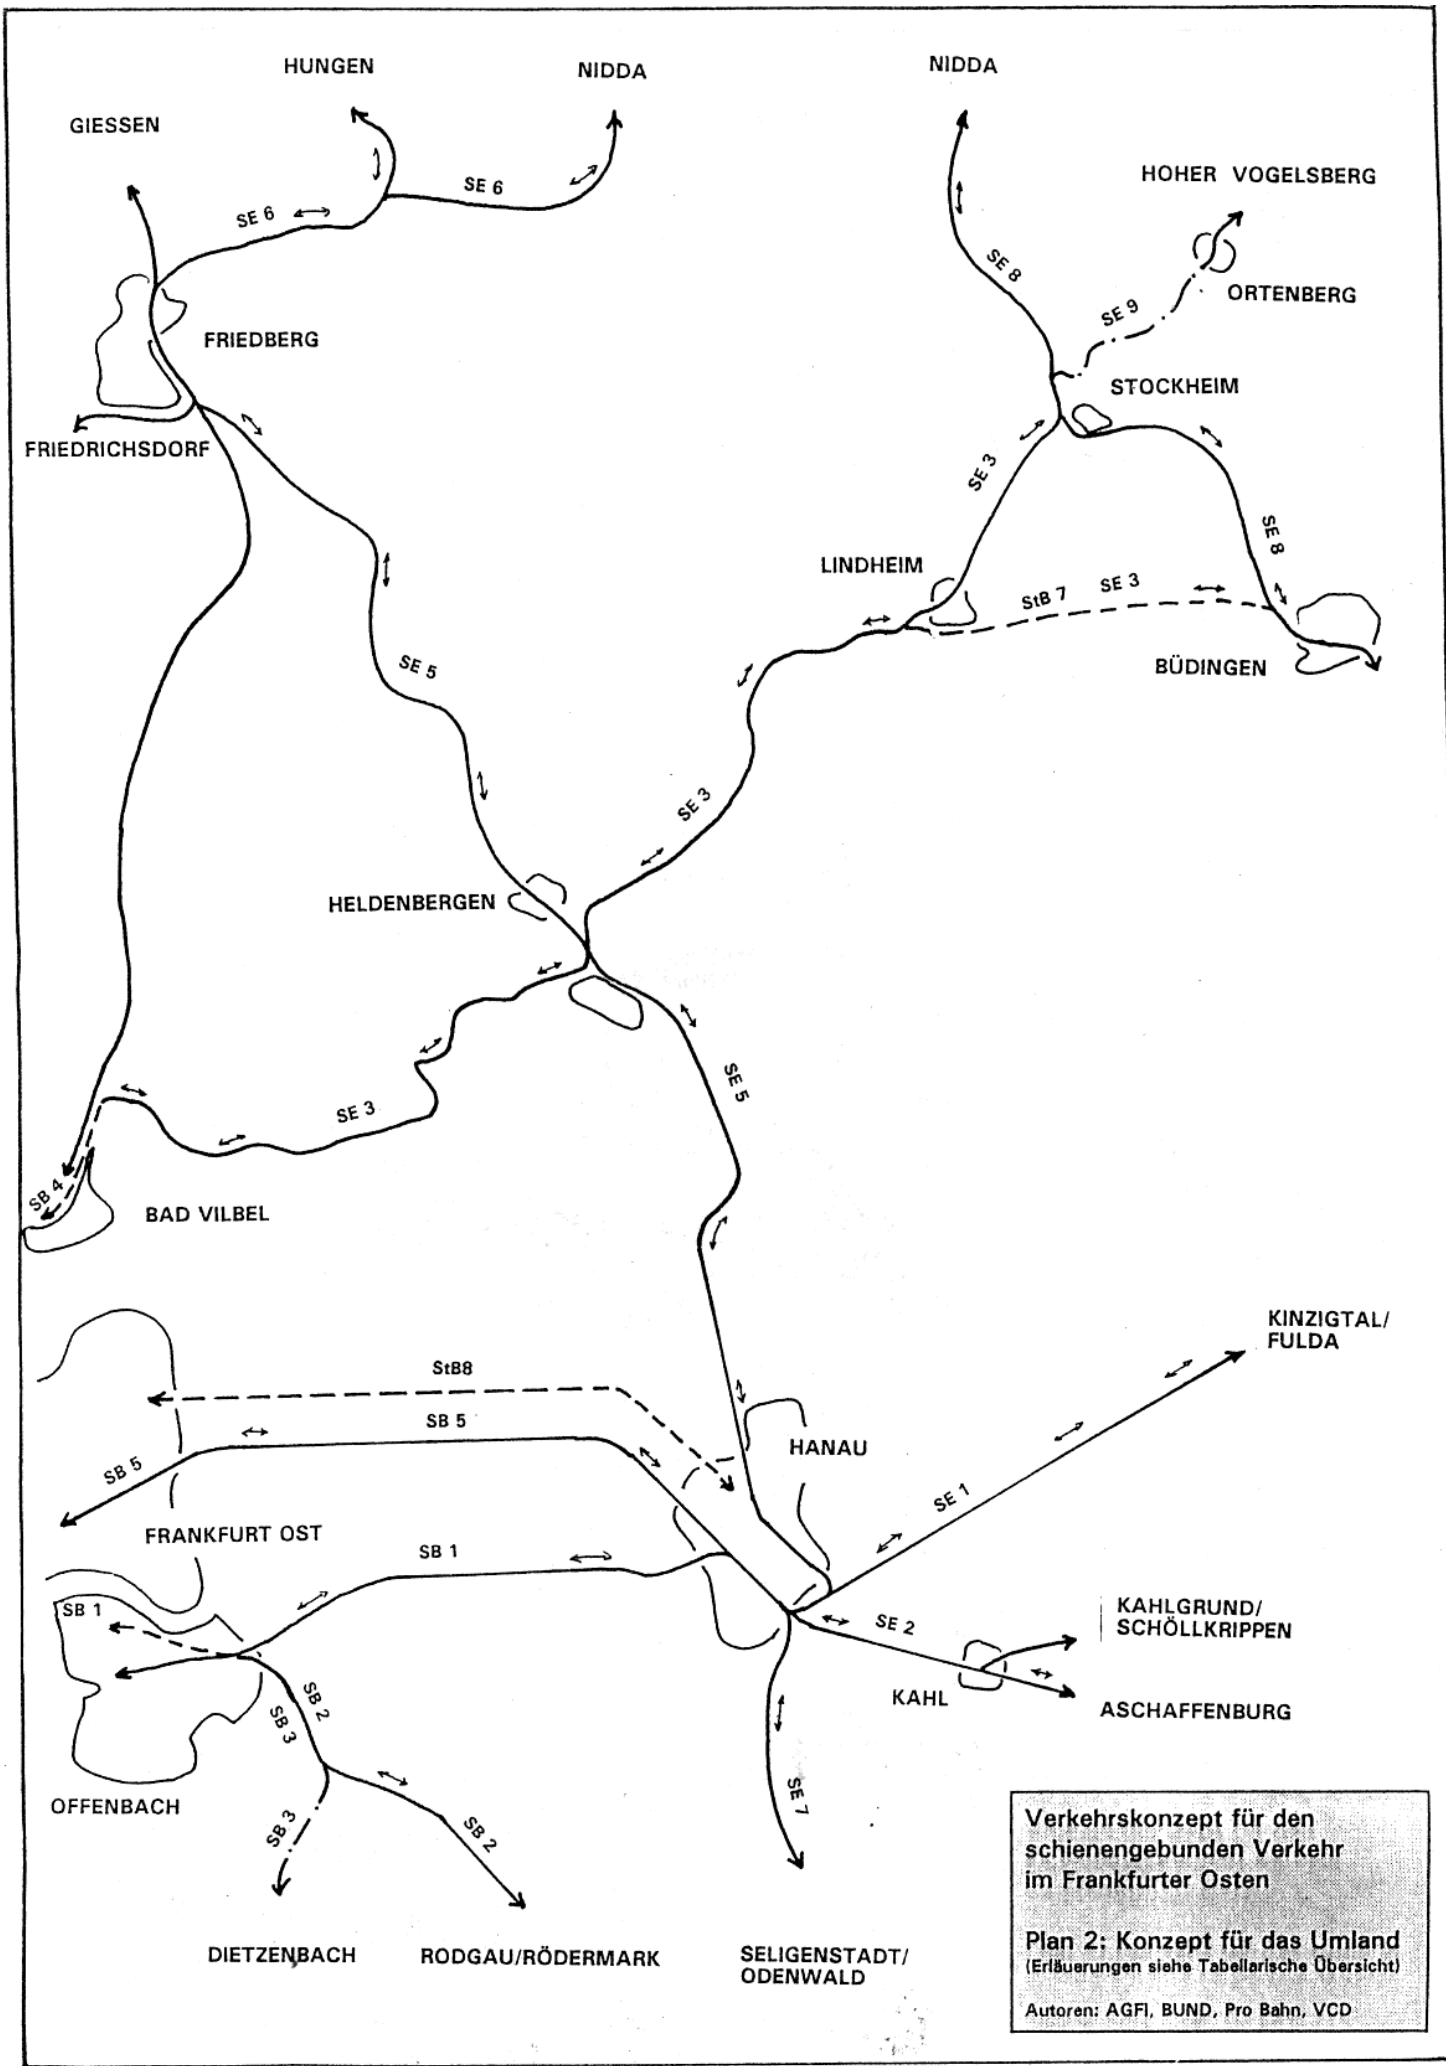 HUNGEN
NIDDA
NIDDA
GIESSEN
HOHER VOGELSBERG
SE 6
SE 6
SE 8
ORTENBERG
SE 9
FRIEDBERG
STOCKHEIM
FRIEDRICHSDORF
SE 3
SE 8
LINDHEIM
StB 7
SE 3
BÜDINGEN
SE 5
SE 3
HELDENBERGEN
SE 5
SE 3
SB 4
BAD VILBEL
KINZIGTAL/
FULDA
StB8
SB 5
HANAU
SB 5
SE 1
FRANKFURT OST
SB 1
SB 1
SE 2
KAHLGRUND/
SCHÖLLKRIPPEN
KAHL
ASCHAFFENBURG
SB 2
SB 3
OFFENBACH
SE 7
SB 3
SB 2
DIETZENBACH
RODGAU/RÖDERMARK
SELIGENSTADT/
ODENWALD
Verkehrskonzept für den
schienengebunden Verkehr
im Frankfurter Osten
Plan 2: Konzept für das Umland
(Erläuerungen siehe Tabellarische Übersicht)
Autoren: AGFI, BUND, Pro Bahn, VCD